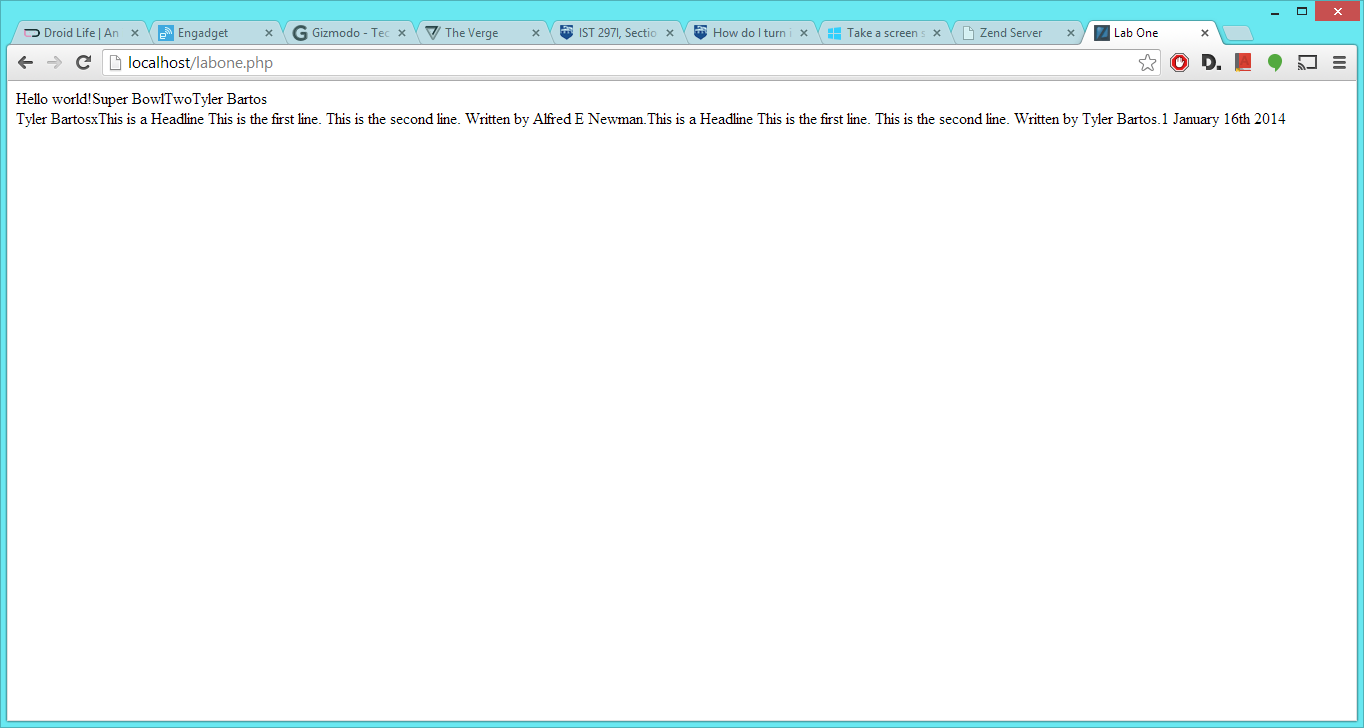 Droid Life | An
Engadget
Gizmodo - Tec
The Verge
IST 297I, Sectio
How do I turn i
Take a screen s
Zend Server
Lab One
localhost/labone.php
Hello world!Super BowlTwoTyler Bartos
Tyler BartosxThis is a Headline This is the first line. This is the second line. Written by Alfred E Newman.This is a Headline This is the first line. This is the second line. Written by Tyler Bartos.1 January 16th 2014